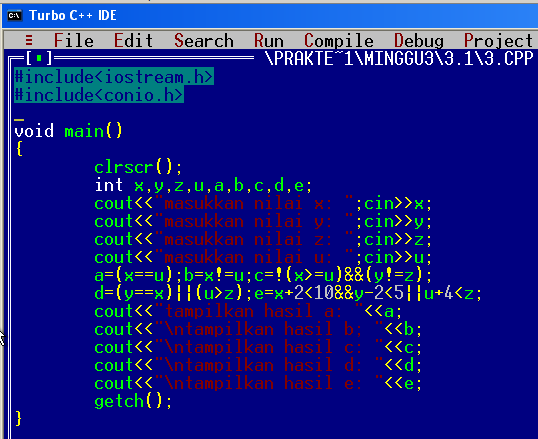 Turbo C++ IDE
≡ File Edit Search Run Compile Debug Project
[■] \PRAKTE~1\MINGGU3\3.1\3.CPP
#include<iostream.h>
#include<conio.h>
void main()
{
clrscr();
int x,y,z,u,a,b,c,d,e;
cout<<"masukkan nilai x: ";cin>>x;
cout<<"masukkan nilai y: ";cin>>y;
cout<<"masukkan nilai z: ";cin>>z;
cout<<"masukkan nilai u: ";cin>>u;
a=(x==u);b=x!=u;c=!(x>=u)&&(y!=z);
d=(y==x)||(u>z);e=x+2<10&&y-2<5||u+4<z;
cout<<"tampilkan hasil a: "<<a;
cout<<"\ntampilkan hasil b: "<<b;
cout<<"\ntampilkan hasil c: "<<c;
cout<<"\ntampilkan hasil d: "<<d;
cout<<"\ntampilkan hasil e: "<<e;
getch();
}